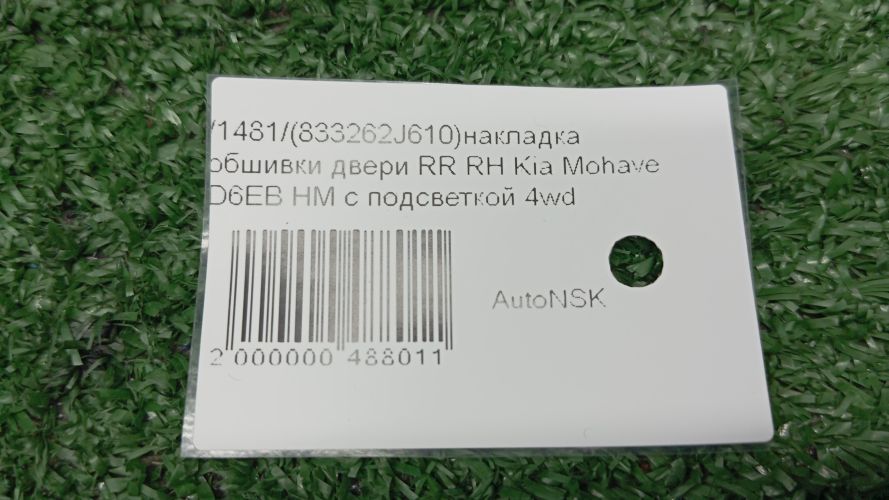 /1481/(833262J610)накладка
обшивки двери RR RH Kia Mohave
D6EB HM с подсветкой 4wd
AutoNSK
2 000000 488011